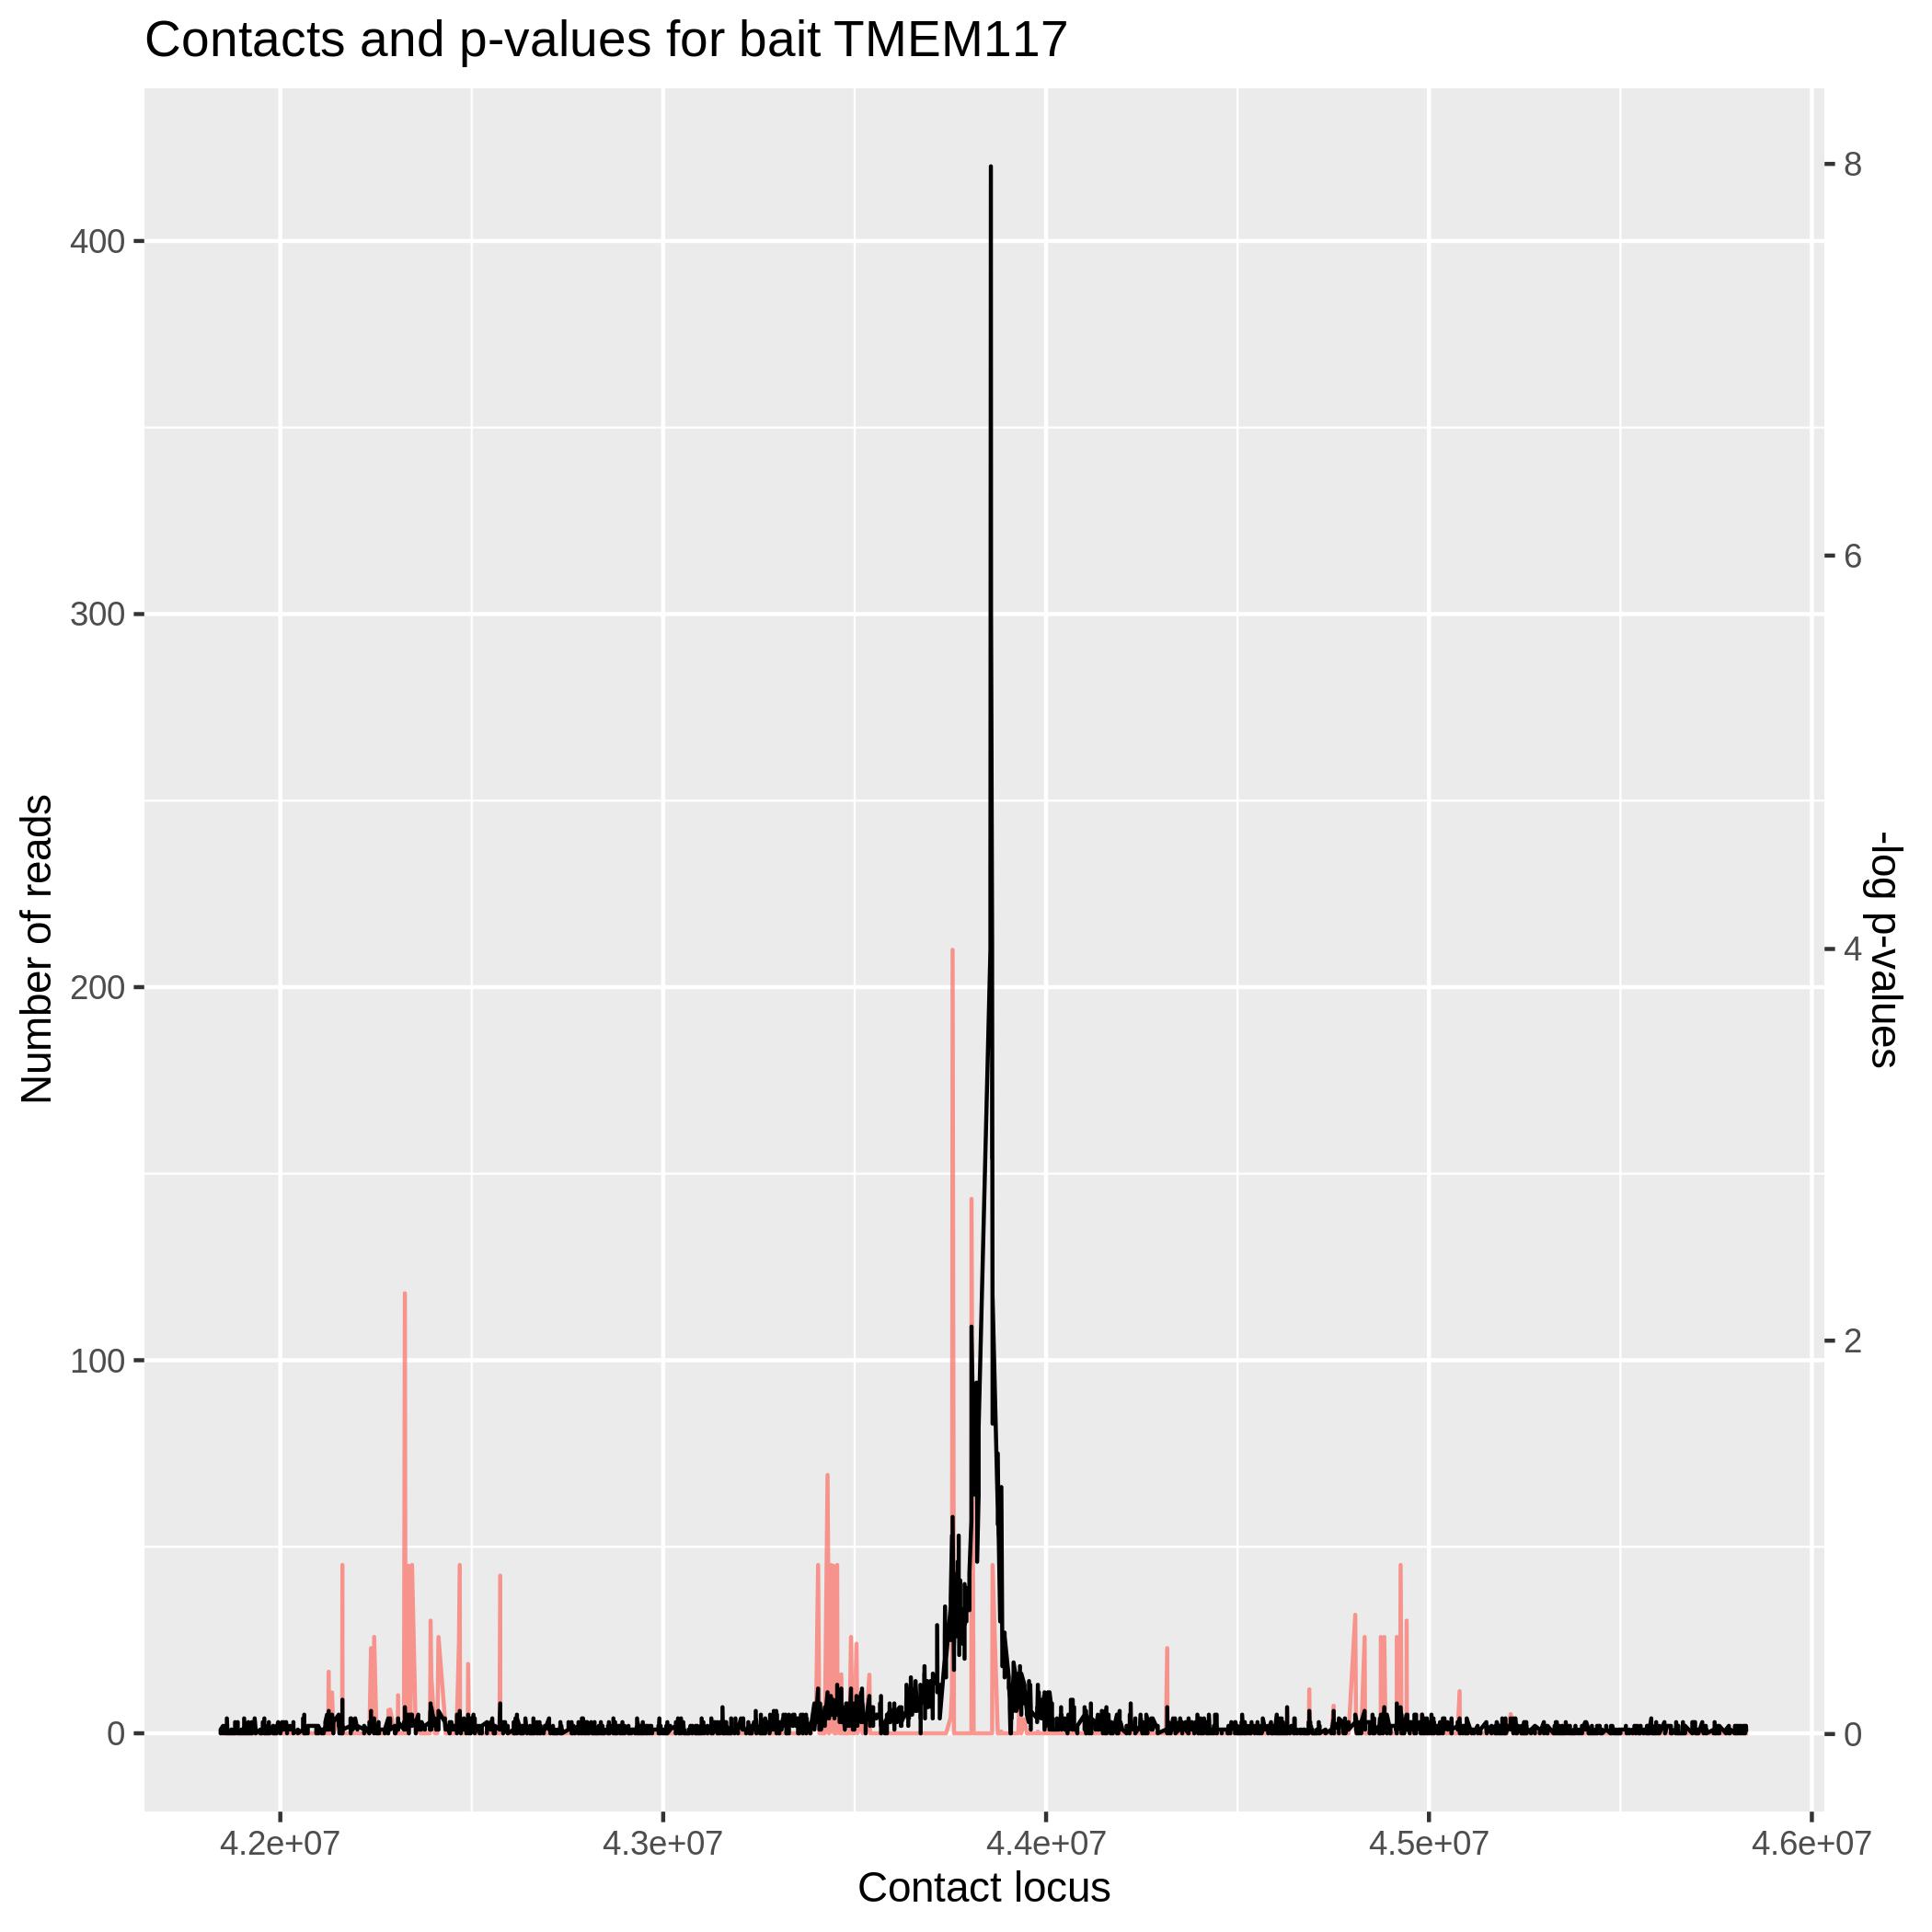 Contacts and p-values for bait TMEM117
Number of reads
400
300
200
100
0
8
6
4
2
0
-log p-values
4.2e+07
4.3e+07
4.4e+07
4.5e+07
4.6e+07
Contact locus